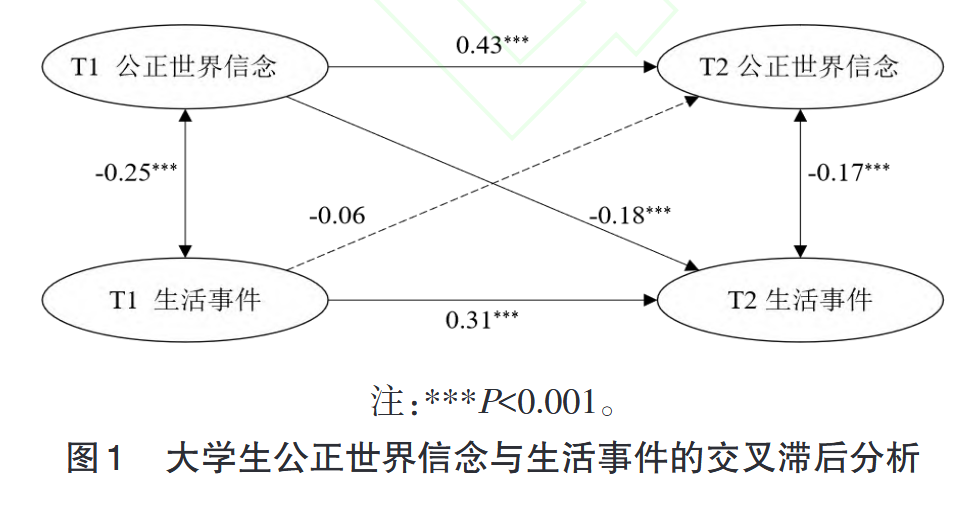 0.43***
T1 公正世界信念
T2 公正世界信念
-0.25***
-0.17***
-0.06
-0.18***
T1 生活事件
T2 生活事件
0.31***
注:***P<0.001。
图1 大学生公正世界信念与生活事件的交叉滞后分析